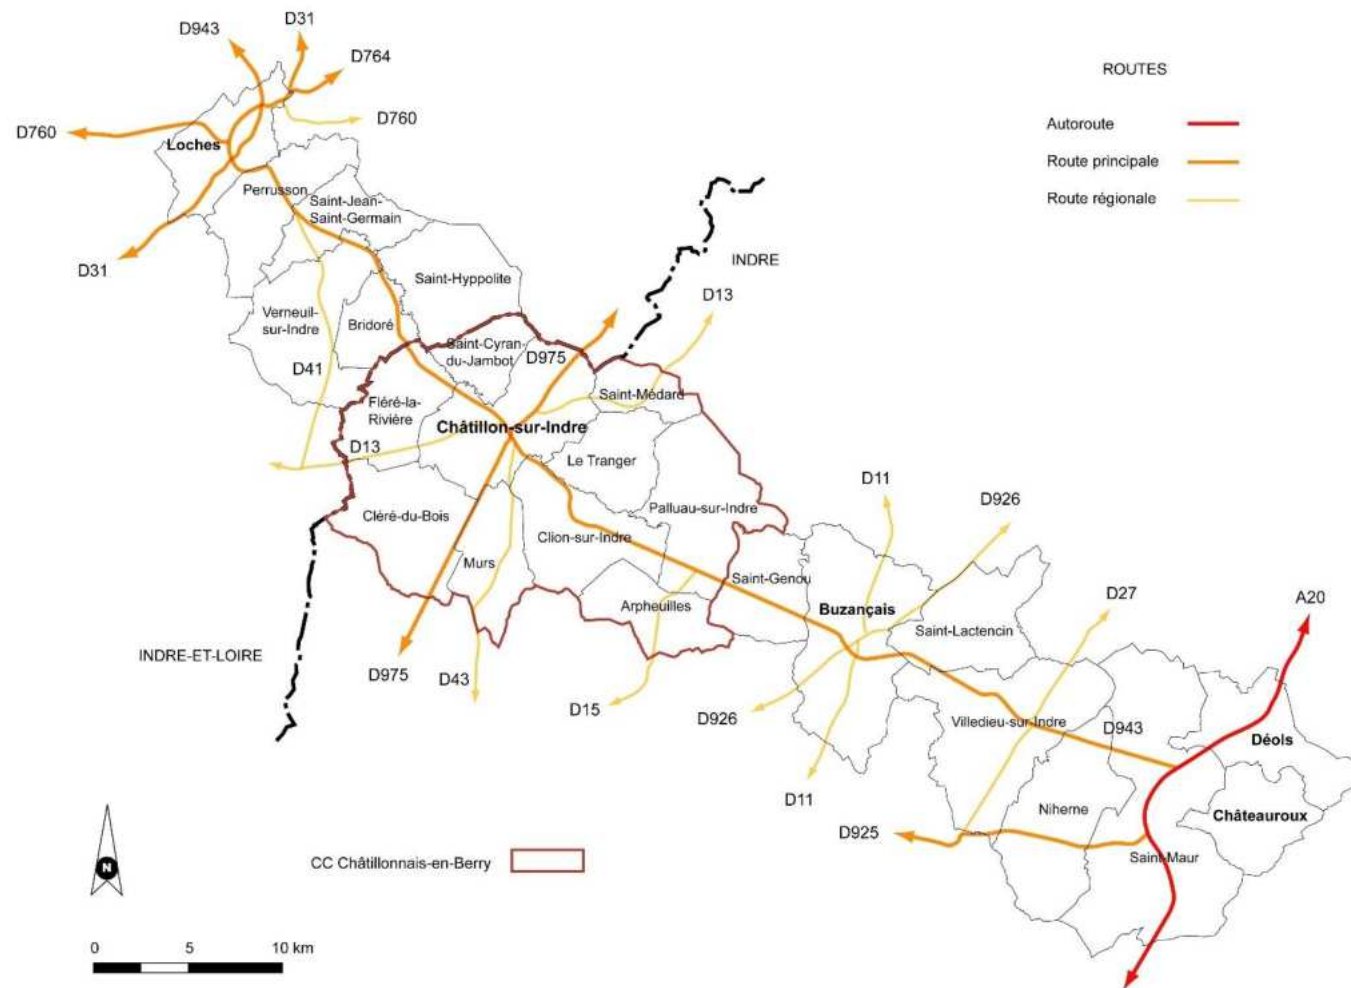 D31
D943
D764
ROUTES
D760
D760
Autoroute
Loches
Route principale
Perrusson
Saint-Jean-
Saint-Germain
Route régionale
D31
INDRE
Saint-Hyppolite
D13
Verneuil-
sur-Indre
Bridoré
Saint-Cyran-
du-Jambot
D975
D41
Fléré-la-
Rivière
Saint-Médard
Châtillon-sur-Indre
D13
Le Tranger
D11
D926
Palluau-sur-Indre
Cléré-du-Bois
Clion-sur-Indre
Murs
Saint-Genou
Arpheuilles
Buzançais
D27
A20
Saint-Lactencin
INDRE-ET-LOIRE
D975
D43
D15
D926
Villedieu-sur-Indre
D943
Déols
D11
Niherne
Châteauroux
D925
Saint-Maur
CC Châtillonnais-en-Berry
N
0 5 10 km